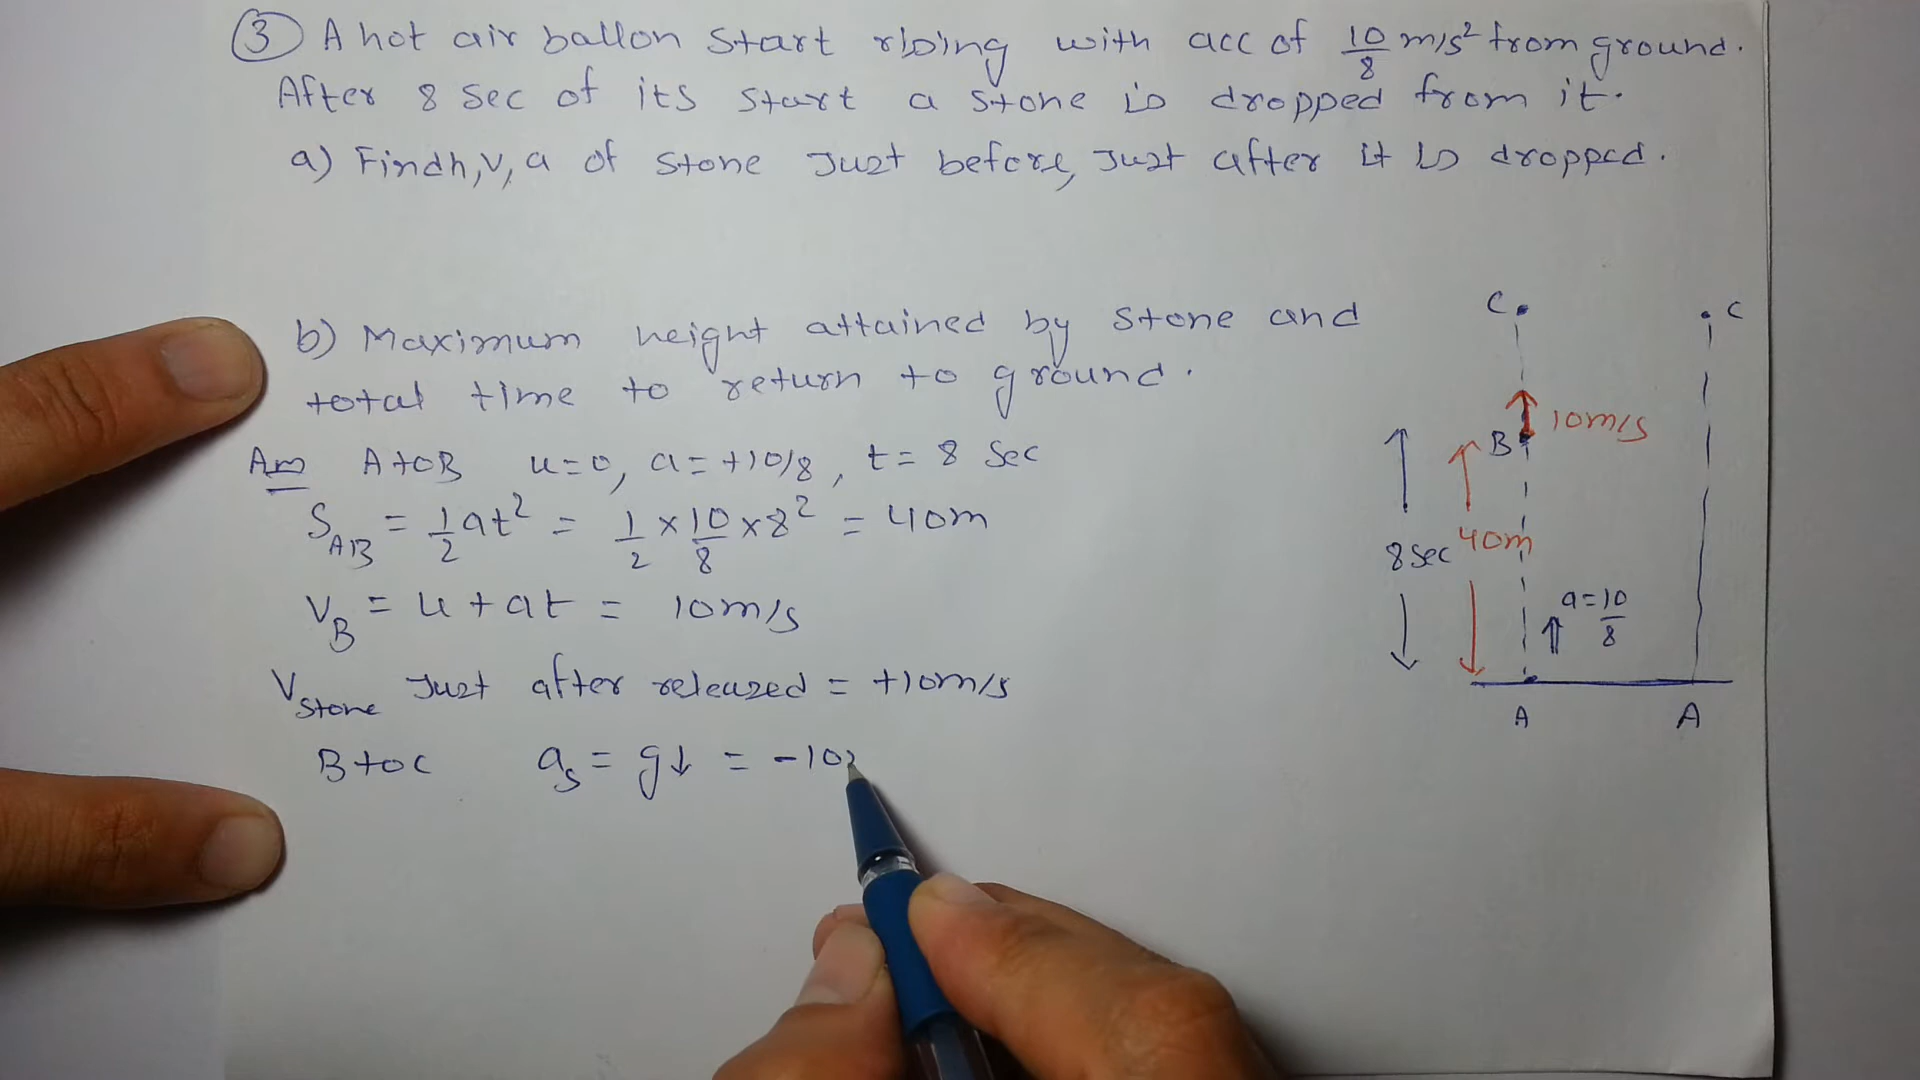 3 A hot air ballon start rising with acc of 10/8 m/s² from ground.
After 8 sec of its start a stone is dropped from it.
a) Find h, v, a of stone Just before, Just after it is dropped.
b) Maximum height attained by stone and
total time to return to ground.
Ans A to B u=0, a=+10/8, t= 8 sec
S_AB = 1/2 at² = 1/2 × 10/8 × 8² = 40m
V_B = u + at = 10m/s
V_stone Just after released = +10m/s
B to C a_s = g↓ = -10
C
C
10m/s
B
8 sec
40m
a=10/8
A
A